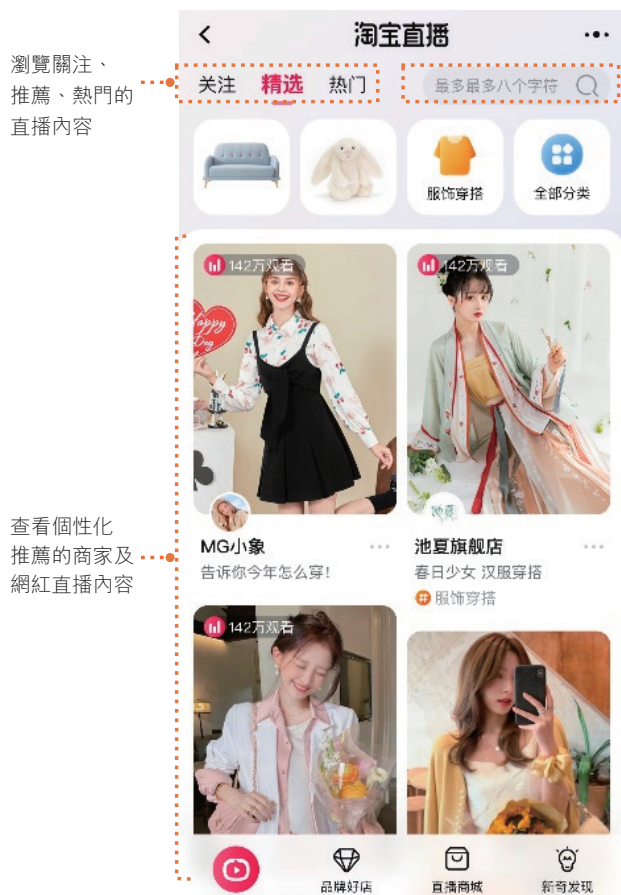 淘宝直播
瀏覽關注、
推薦、熱門的
直播內容
关注 精选 热门
最多最多八个字符
服饰穿搭
全部分类
142万观看
142万观看
Happy
Dog
池夏
查看個性化
推薦的商家及
網紅直播內容
MG小象
告诉你今年怎么穿!
池夏旗舰店
春日少女 汉服穿搭
服饰穿搭
142万观看
品牌好店
直播商城
新奇发现